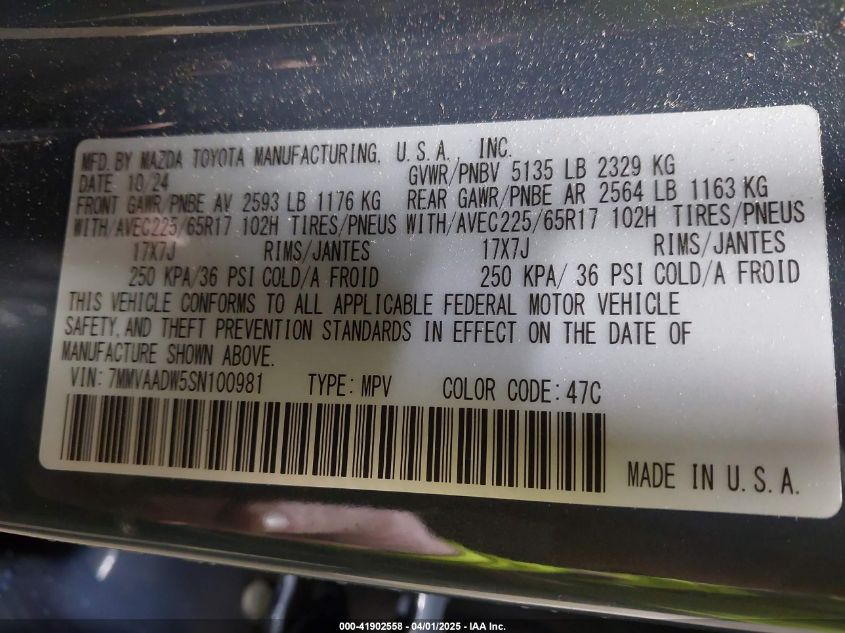 MFD. BY MAZDA TOYOTA MANUFACTURING, U.S.A., INC.
DATE 10/24 GVWR/PNBV 5135 LB 2329 KG
FRONT GAWR/PNBE AV 2593 LB 1176 KG REAR GAWR/PNBE AR 2564 LB 1163 KG
WITH/AVEC225/65R17 102H TIRES/PNEUS WITH/AVEC225/65R17 102H TIRES/PNEUS
17X7J RIMS/JANTES 17X7J RIMS/JANTES
250 KPA/36 PSI COLD/A FROID 250 KPA/ 36 PSI COLD/A FROID
THIS VEHICLE CONFORMS TO ALL APPLICABLE FEDERAL MOTOR VEHICLE
SAFETY, AND THEFT PREVENTION STANDARDS IN EFFECT ON THE DATE OF
MANUFACTURE SHOWN ABOVE.
VIN: 7MMVAADW5SN100981 TYPE: MPV COLOR CODE: 47C
MADE IN U.S.A.
000-41902558 - 04/01/2025 - IAA Inc.